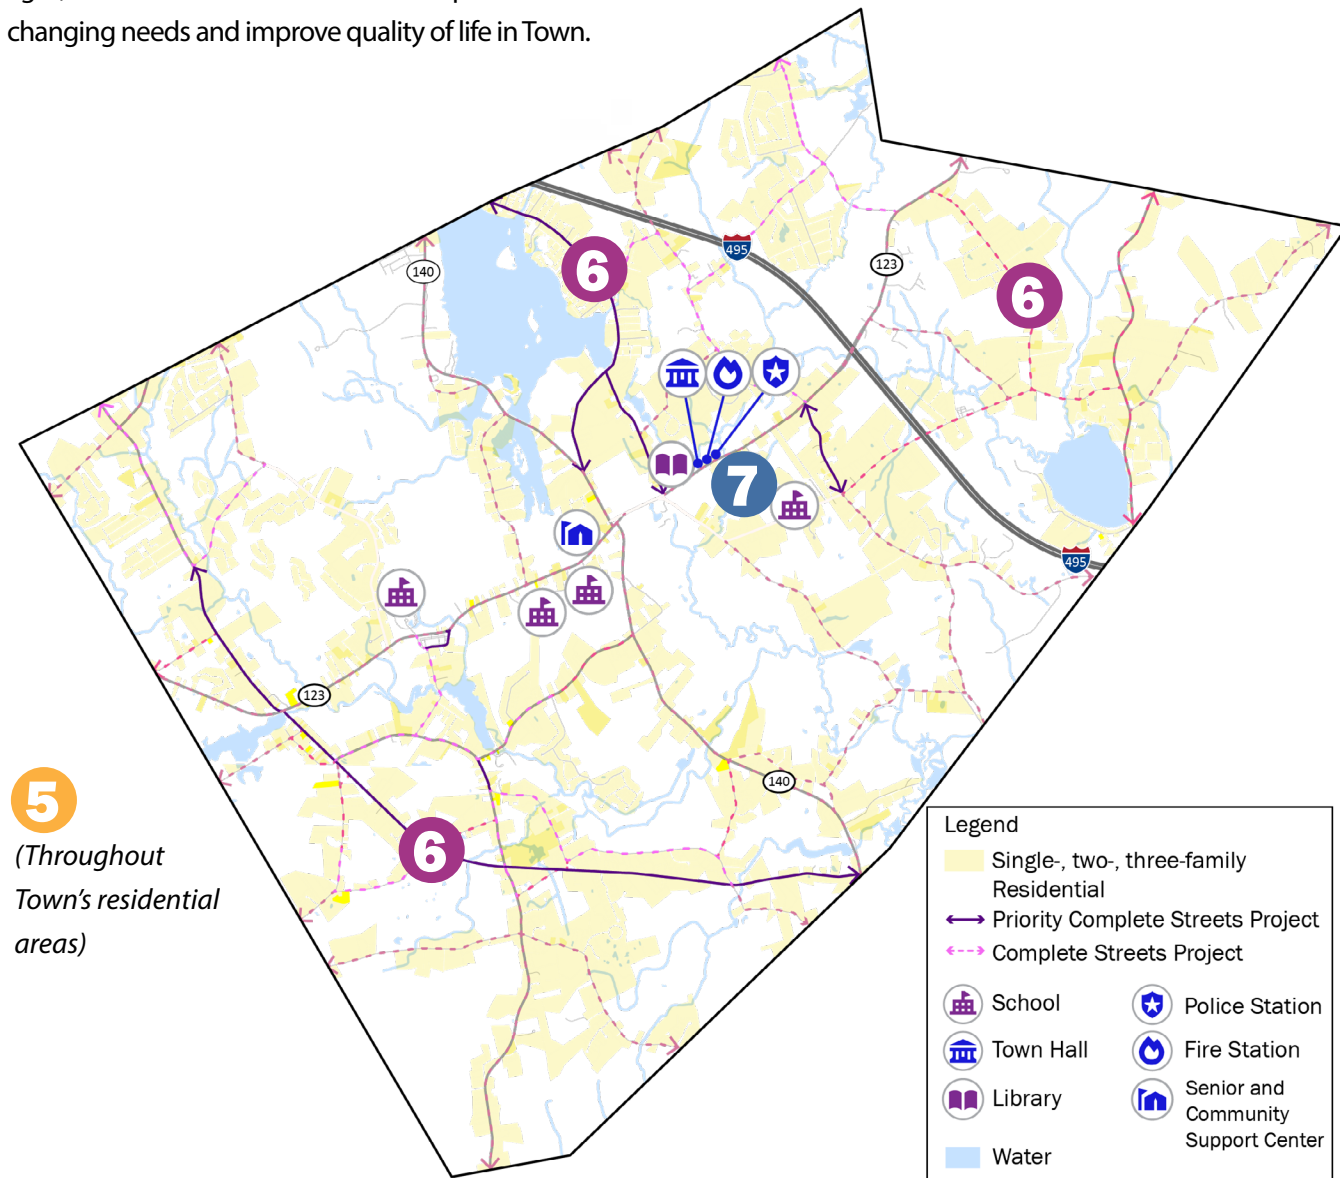 changing needs and improve quality of life in Town.
6
495
140
123
6
7
495
123
140
5
(Throughout
Town's residential
areas)
6
Legend
Single-, two-, three-family
Residential
Priority Complete Streets Project
Complete Streets Project
School
Police Station
Town Hall
Fire Station
Library
Senior and
Community
Support Center
Water